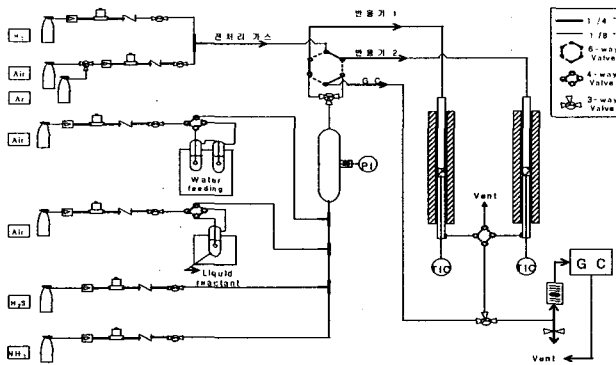 H₂
Air
Ar
Air
Air
H₂S
NH₃
전처리 가스
반응기 1
반응기 2
G C
Water
feeding
Liquid
reactant
PI
Vent
TIC
TIC
G C
Vent
1/4 "
1/8 "
6-way
Valve
4-way
Valve
3-way
Valve